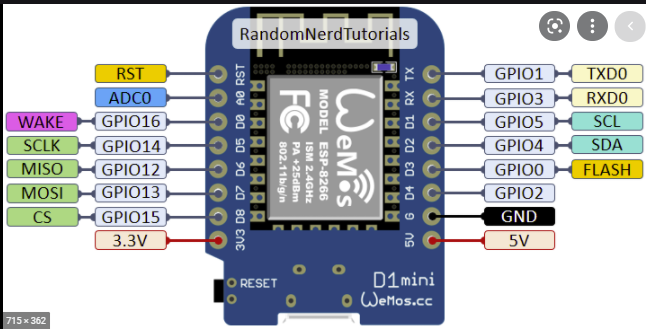 RandomNerdTutorials
RST RST TX GPIO1 TXD0
ADC0 A0 RX GPIO3 RXD0
WAKE GPIO16 D0 D1 GPIO5 SCL
SCLK GPIO14 D5 D2 GPIO4 SDA
MISO GPIO12 D6 D3 GPIO0 FLASH
MOSI GPIO13 D7 D4 GPIO2
CS GPIO15 D8 G GND
3.3V 3V3 5V 5V
WeMos
MODEL ESP-8266
ISM 2.4GHz
PA +25dBm
802.11b/g/n
FC
RESET
D1mini
WeMos.cc
715 × 362